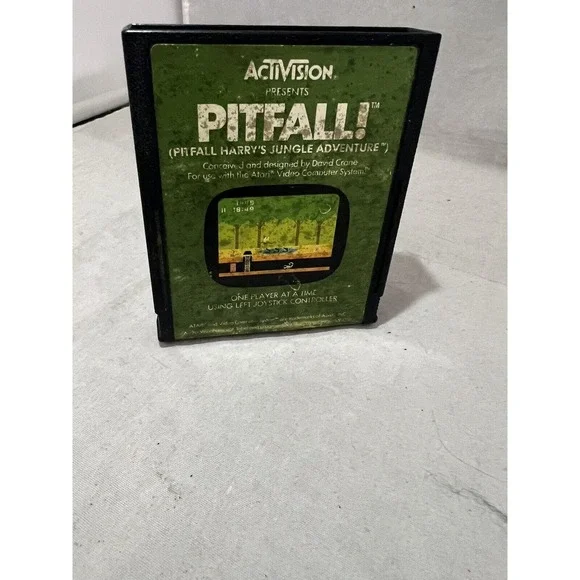 ACTIVISION.
PRESENTS
PITFALL!™
(PITFALL HARRY'S JUNGLE ADVENTURE™)
Conceived and designed by David Crane
For use with the Atari® Video Computer System™
ONE PLAYER AT A TIME
USING LEFT JOYSTICK CONTROLLER